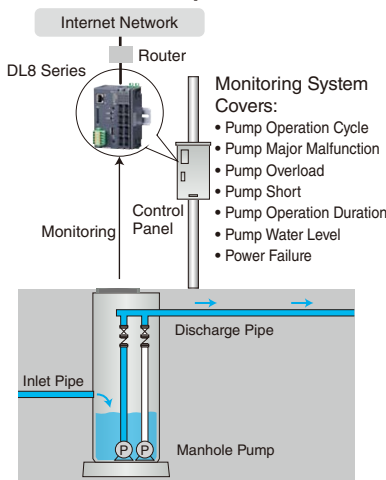 Internet Network
Router
DL8 Series
Monitoring System
Covers:
• Pump Operation Cycle
• Pump Major Malfunction
• Pump Overload
• Pump Short
• Pump Operation Duration
• Pump Water Level
• Power Failure
Control
Panel
Monitoring
Discharge Pipe
Inlet Pipe
P P
Manhole Pump